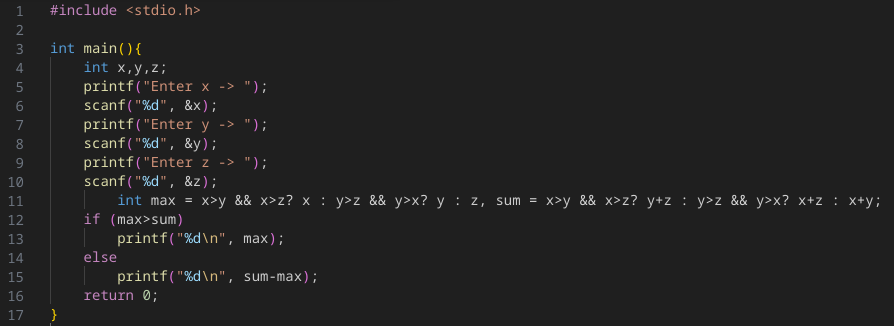 1 #include <stdio.h>
2
3 int main(){
4     int x,y,z;
5     printf("Enter x -> ");
6     scanf("%d", &x);
7     printf("Enter y -> ");
8     scanf("%d", &y);
9     printf("Enter z -> ");
10     scanf("%d", &z);
11         int max = x>y && x>z? x : y>z && y>x? y : z, sum = x>y && x>z? y+z : y>z && y>x? x+z : x+y;
12     if (max>sum)
13         printf("%d\n", max);
14     else
15         printf("%d\n", sum-max);
16     return 0;
17 }